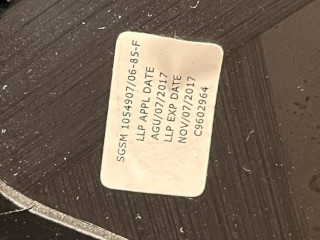 SGSM 1054907/06-85-F
LLP APPL DATE
AGU/07/2017
LLP EXP DATE
NOV/07/2017
C9602964